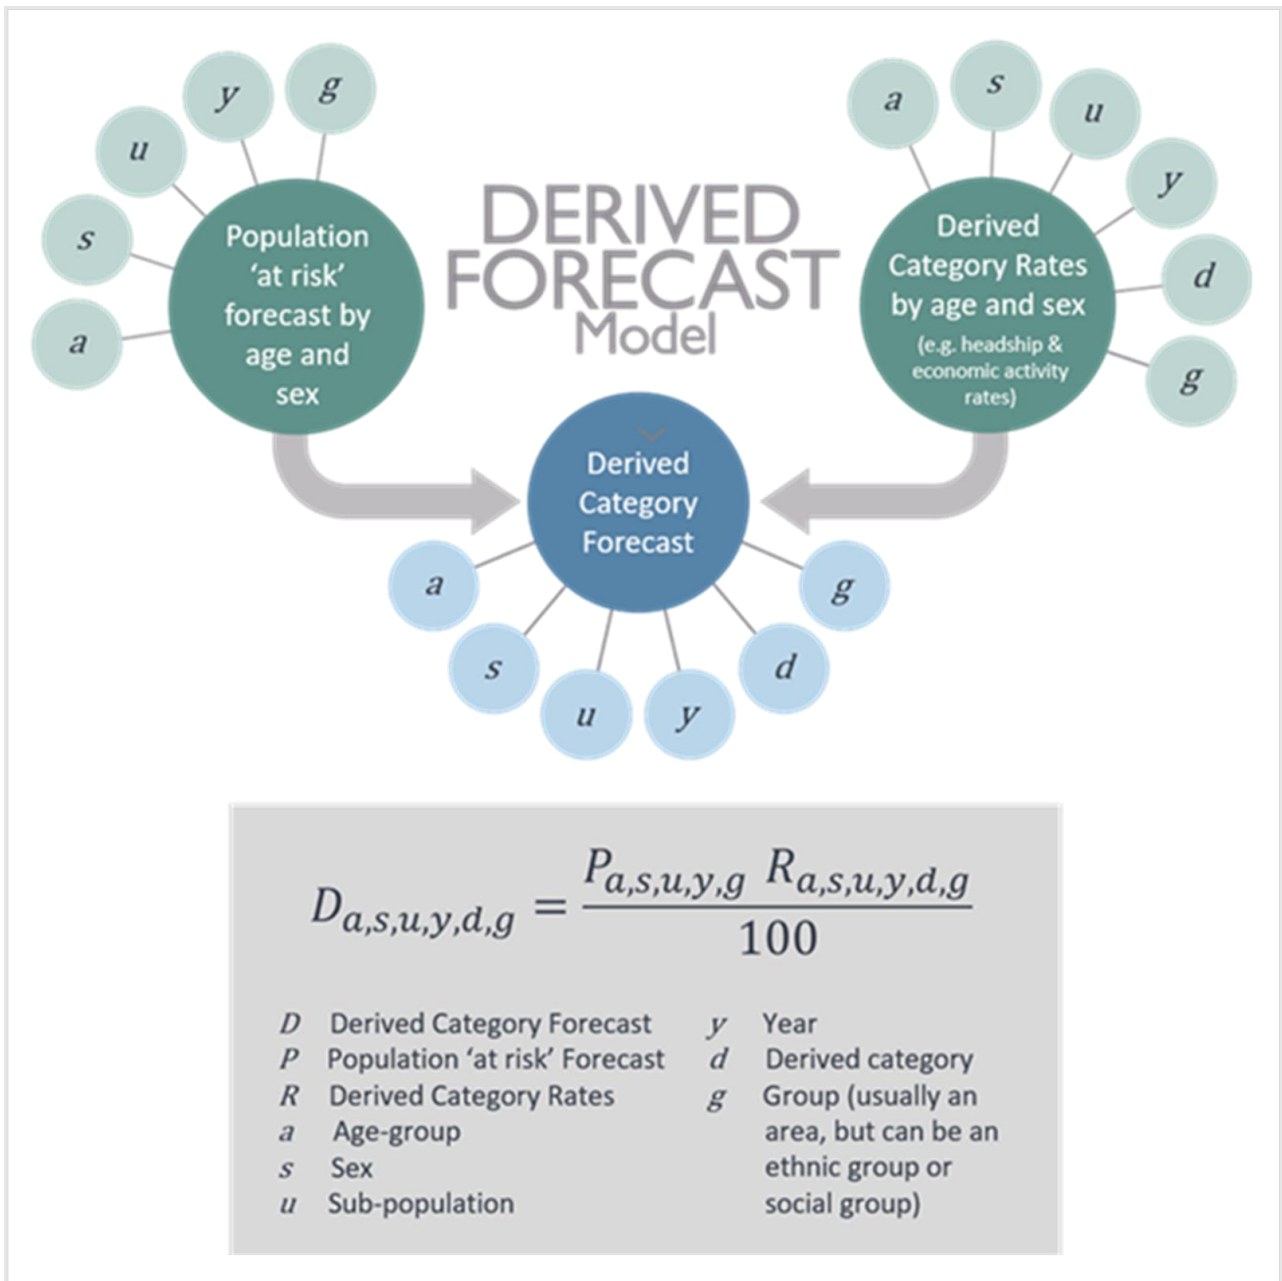 y
g
u
s
a
Population
‘at risk’
forecast by
age and
sex
DERIVED
FORECAST
Model
a
s
u
y
d
g
Derived
Category Rates
by age and sex
(e.g. headship &
economic activity
rates)
Derived
Category
Forecast
a
s
u
y
d
g
D a,s,u,y,d,g = P a,s,u,y,g R a,s,u,y,d,g
100
D Derived Category Forecast
P Population ‘at risk’ Forecast
R Derived Category Rates
a Age-group
s Sex
u Sub-population
y Year
d Derived category
g Group (usually an
area, but can be an
ethnic group or
social group)